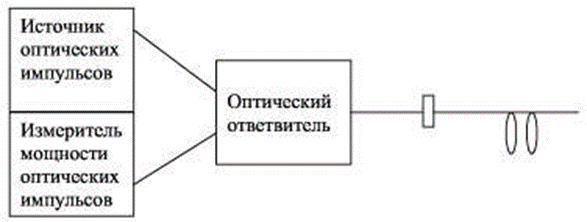 Источник
оптических
импульсов
Измеритель
мощности
оптических
импульсов
Оптический
ответвитель